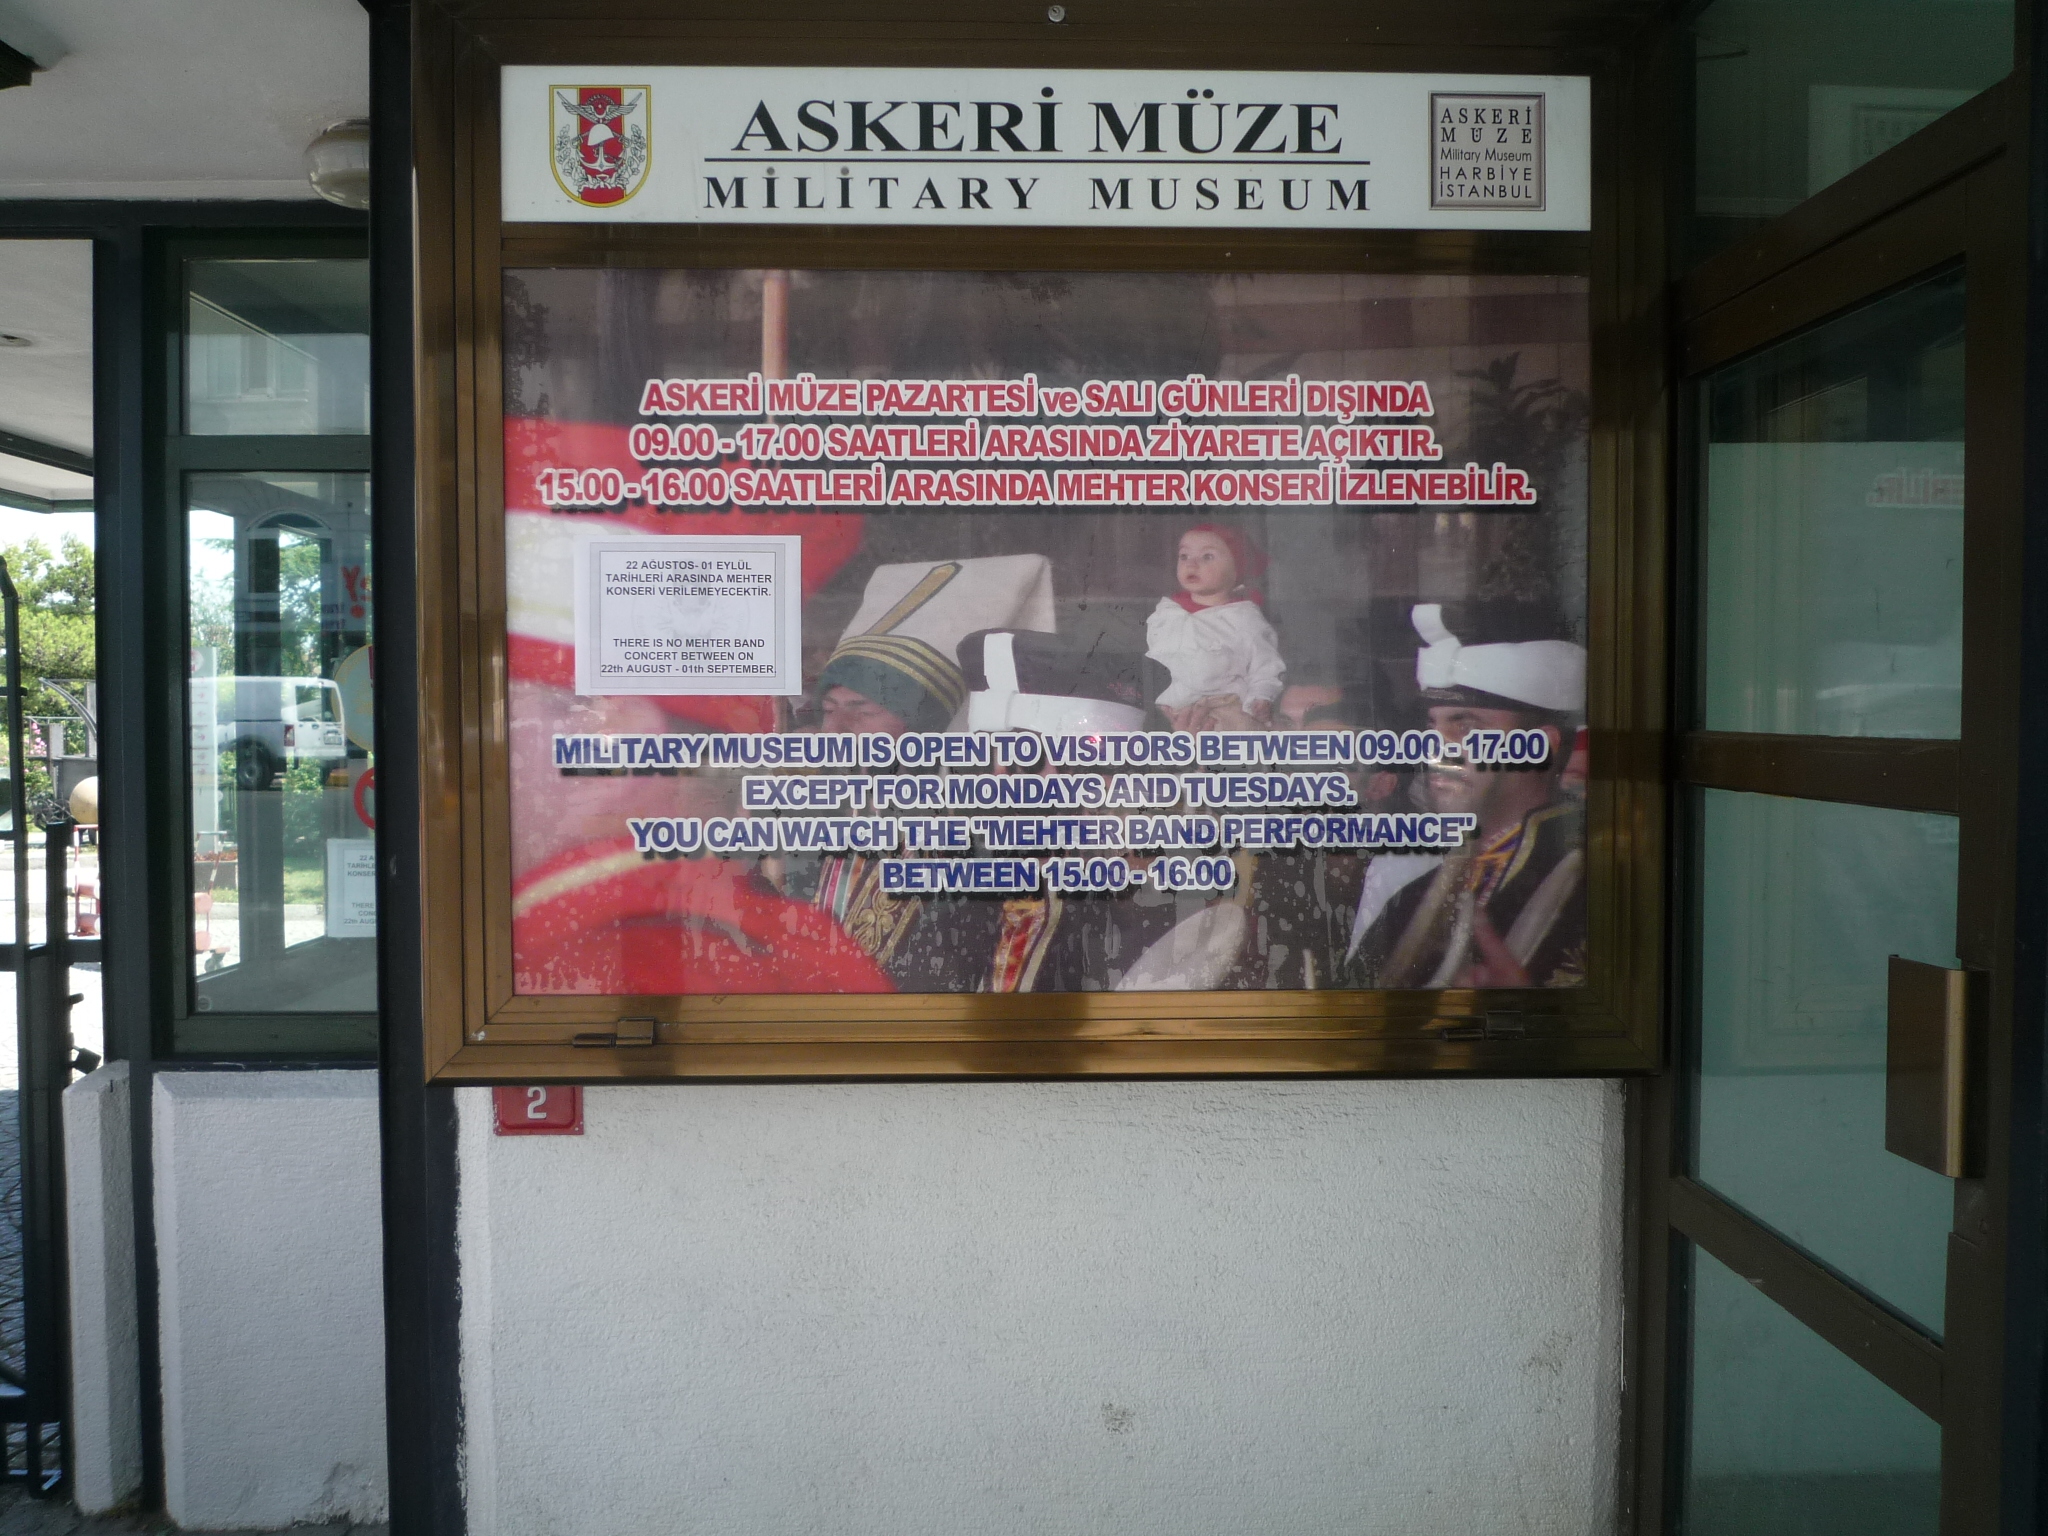 ASKERİ MÜZE
MİLİTARY MUSEUM
ASKERİ
MÜZE
Military Museum
HARBİYE
İSTANBUL
ASKERİ MÜZE PAZARTESİ ve SALI GÜNLERİ DIŞINDA
09.00 - 17.00 SAATLERİ ARASINDA ZİYARETE AÇIKTIR.
15.00 - 16.00 SAATLERİ ARASINDA MEHTER KONSERİ İZLENEBİLİR.
22 AĞUSTOS- 01 EYLÜL
TARİHLERİ ARASINDA MEHTER
KONSERİ VERİLEMEYECEKTİR.
THERE IS NO MEHTER BAND
CONCERT BETWEEN ON
22th AUGUST - 01th SEPTEMBER.
MILITARY MUSEUM IS OPEN TO VISITORS BETWEEN 09.00 - 17.00
EXCEPT FOR MONDAYS AND TUESDAYS.
YOU CAN WATCH THE "MEHTER BAND PERFORMANCE"
BETWEEN 15.00 - 16.00
2